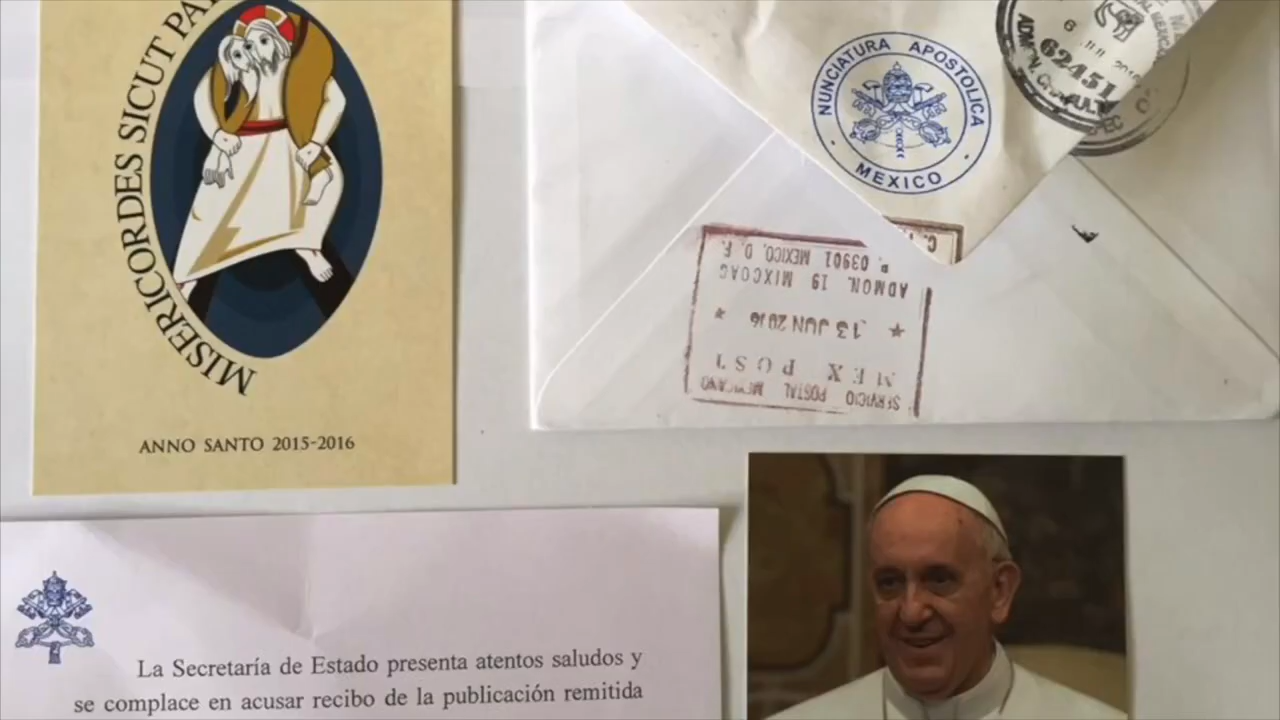 MISERICORDES SICUT PA
ANNO SANTO 2015-2016
NUNCIATURA APOSTOLICA
· MEXICO ·
62451
C.
P. 03901 MEXICO, D. F.
ADMON. 19 MIXCOAC
★ 13 JUN 2016 ★
MEX POST
SERVICIO POSTAL MEXICANO
La Secretaría de Estado presenta atentos saludos y
se complace en acusar recibo de la publicación remitida